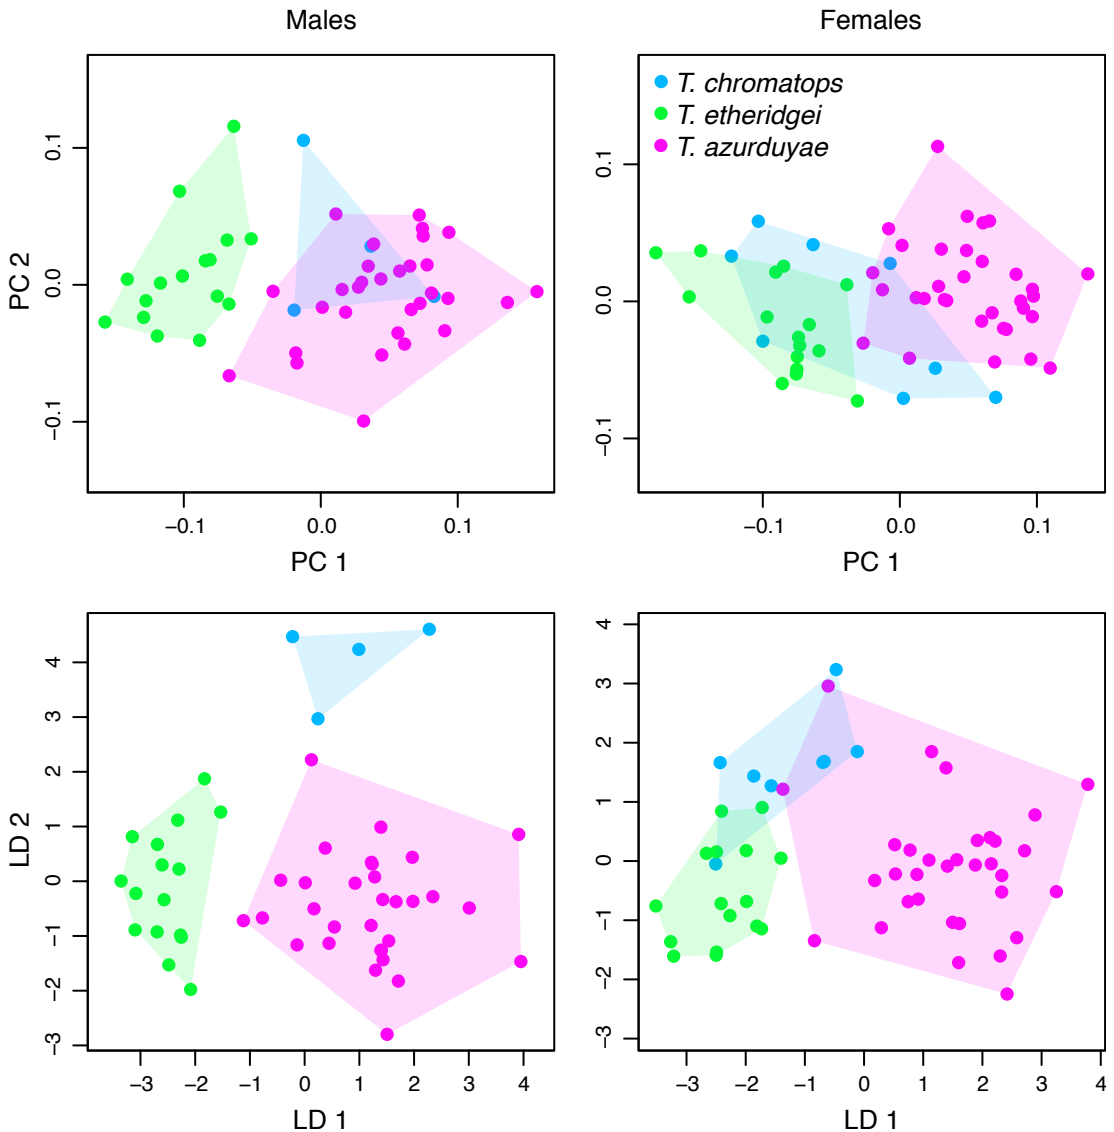 Males
Females
T. chromatops
T. etheridgei
T. azurduyae
PC 2
0.1
0.0
−0.1
0.1
0.0
−0.1
−0.1 0.0 0.1
−0.1 0.0 0.1
PC 1
PC 1
LD 2
4
3
2
1
0
−1
−2
−3
4
3
2
1
0
−1
−2
−3
−3 −2 −1 0 1 2 3 4
−3 −2 −1 0 1 2 3 4
LD 1
LD 1